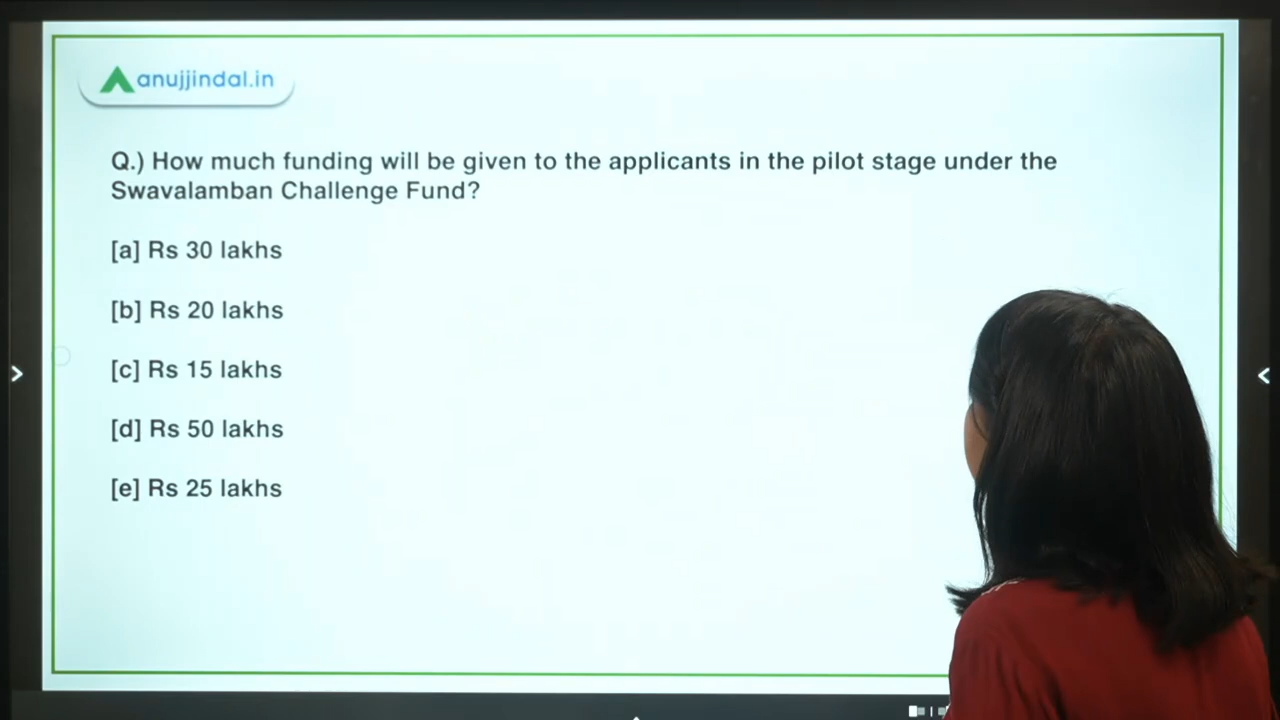 anujjindal.in
Q.) How much funding will be given to the applicants in the pilot stage under the
Swavalamban Challenge Fund?
[a] Rs 30 lakhs
[b] Rs 20 lakhs
[c] Rs 15 lakhs
[d] Rs 50 lakhs
[e] Rs 25 lakhs